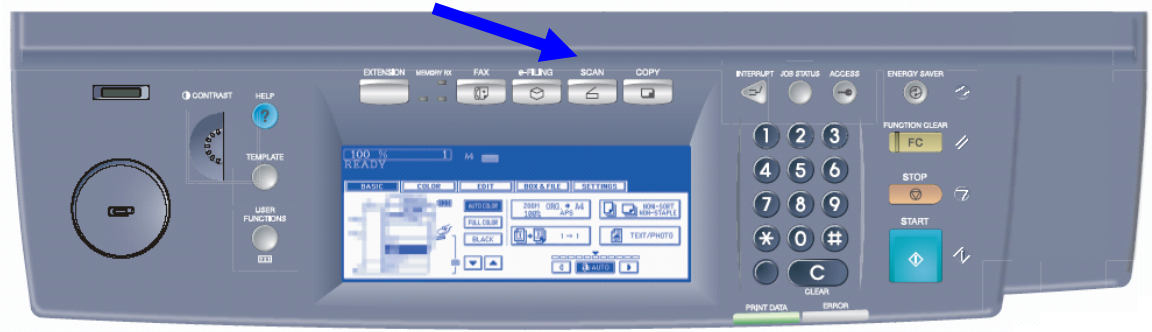 EXTENSION MEMORY RX FAX e-FILING SCAN COPY
INTERRUPT JOB STATUS ACCESS ENERGY SAVER
CONTRAST HELP
?
TEMPLATE
USER
FUNCTIONS
100 % 1 A4
READY
BASIC COLOR EDIT BOX & FILE SETTINGS
AUTO COLOR
FULL COLOR
BLACK
ZOOM ORG. A4
100% APS
NON-SORT
NON-STAPLE
1 → 1
TEXT/PHOTO
AUTO
1 2 3
4 5 6
7 8 9
* 0 #
C
CLEAR
FUNCTION CLEAR
FC
STOP
START
PRINT DATA ERROR